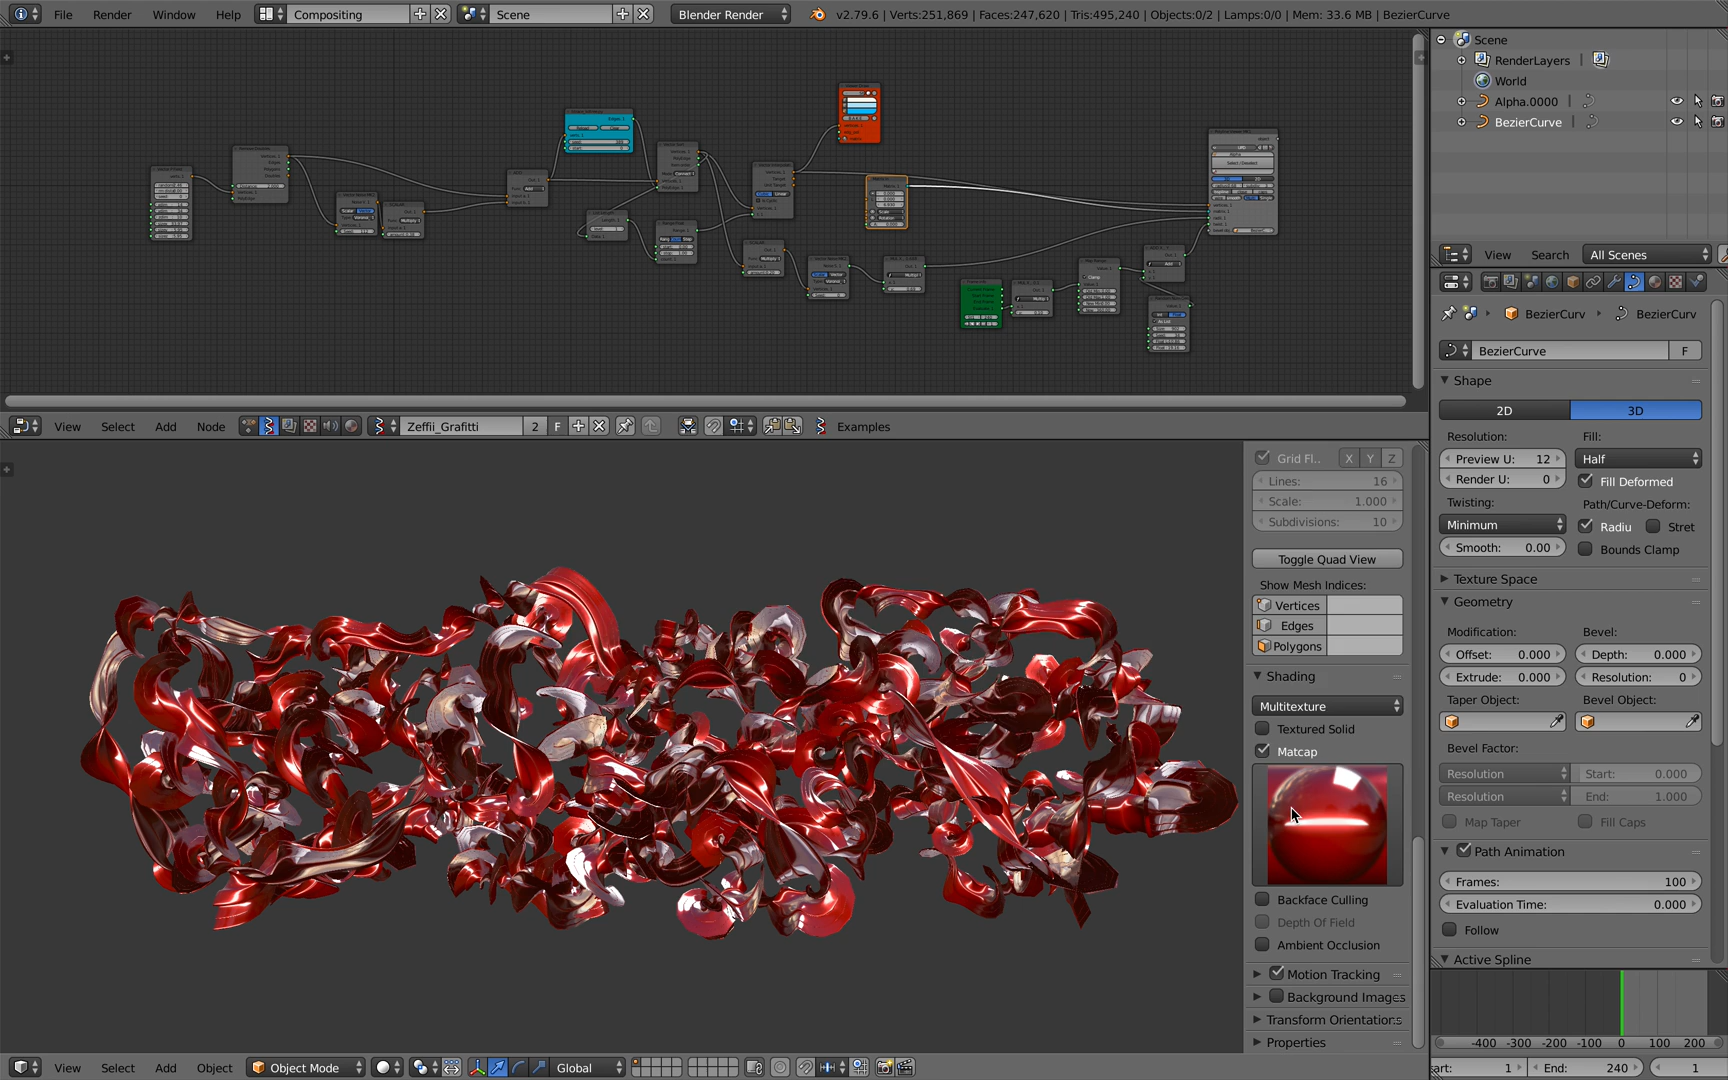 File Render Window Help Compositing Scene Blender Render v2.79.6 | Verts:251,869 | Faces:247,620 | Tris:495,240 | Objects:0/2 | Lamps:0/0 | Mem: 33.6 MB | BezierCurve
Scene
RenderLayers
World
Alpha.0000
BezierCurve
View Search All Scenes
BezierCurv BezierCurv
BezierCurve F
Shape
2D 3D
Resolution: Fill:
Preview U: 12 Half
Render U: 0 Fill Deformed
Twisting: Path/Curve-Deform:
Minimum Radiu Stret
Smooth: 0.00 Bounds Clamp
Texture Space
Geometry
Modification: Bevel:
Offset: 0.000 Depth: 0.000
Extrude: 0.000 Resolution: 0
Taper Object: Bevel Object:
Bevel Factor:
Resolution Start: 0.000
Resolution End: 1.000
Map Taper Fill Caps
Path Animation
Frames: 100
Evaluation Time: 0.000
Follow
Active Spline
-400 -300 -200 -100 0 100 200
art: 1 End: 240 1
View Select Add Node Zeffii_Grafitti 2 F Examples
Grid Fl.. X Y Z
Lines: 16
Scale: 1.000
Subdivisions: 10
Toggle Quad View
Show Mesh Indices:
Vertices
Edges
Polygons
Shading
Multitexture
Textured Solid
Matcap
Backface Culling
Depth Of Field
Ambient Occlusion
Motion Tracking
Background Images
Transform Orientations
Properties
View Select Add Object Object Mode Global